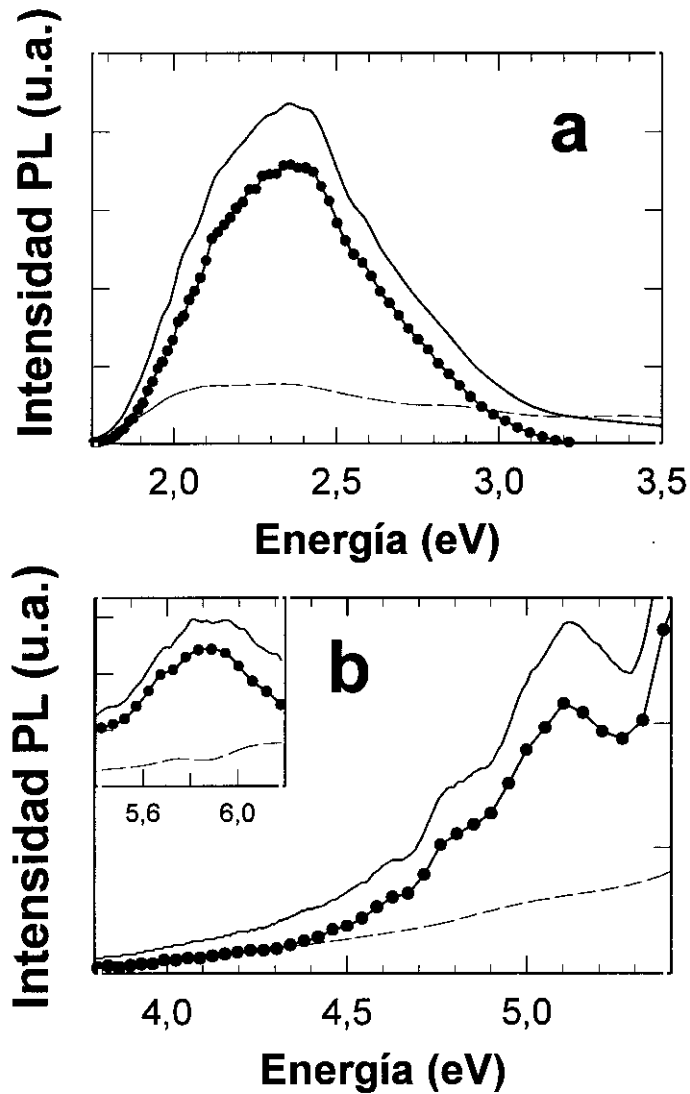 Intensidad PL (u.a.)
a
2,0 2,5 3,0 3,5
Energía (eV)
Intensidad PL (u.a.)
b
5,6 6,0
4,0 4,5 5,0
Energía (eV)